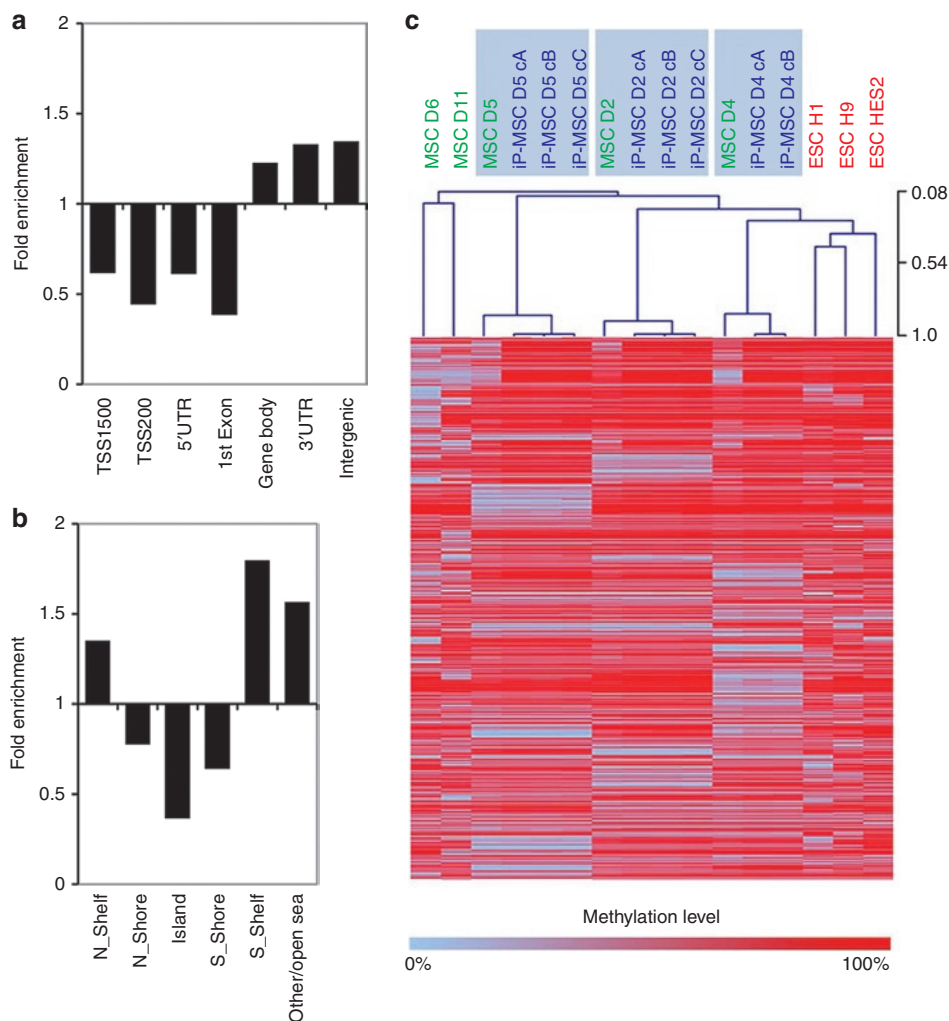 a
2
1.5
1
0.5
0
Fold enrichment
TSS1500
TSS200
5′UTR
1st Exon
Gene body
3′UTR
Intergenic
b
2
1.5
1
0.5
0
Fold enrichment
N_Shelf
N_Shore
Island
S_Shore
S_Shelf
Other/open sea
c
MSC D6
MSC D11
MSC D5
iP-MSC D5 cA
iP-MSC D5 cB
iP-MSC D5 cC
MSC D2
iP-MSC D2 cA
iP-MSC D2 cB
iP-MSC D2 cC
MSC D4
iP-MSC D4 cA
iP-MSC D4 cB
ESC H1
ESC H9
ESC HES2
0.08
0.54
1.0
Methylation level
0%
100%